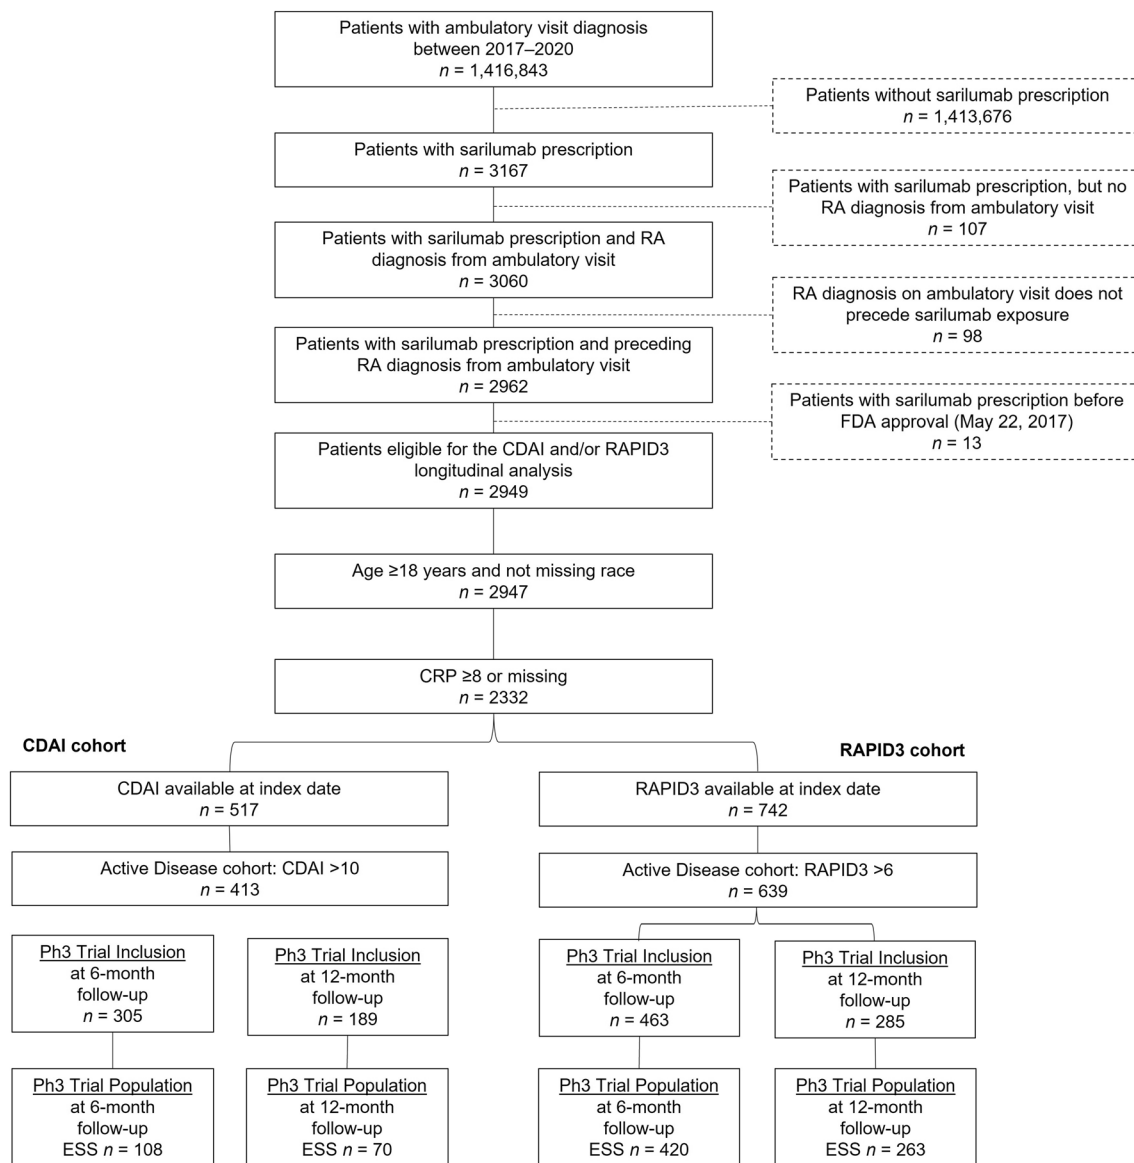 Patients with ambulatory visit diagnosis
between 2017–2020
n = 1,416,843
Patients without sarilumab prescription
n = 1,413,676
Patients with sarilumab prescription
n = 3167
Patients with sarilumab prescription, but no
RA diagnosis from ambulatory visit
n = 107
Patients with sarilumab prescription and RA
diagnosis from ambulatory visit
n = 3060
RA diagnosis on ambulatory visit does not
precede sarilumab exposure
n = 98
Patients with sarilumab prescription and preceding
RA diagnosis from ambulatory visit
n = 2962
Patients with sarilumab prescription before
FDA approval (May 22, 2017)
n = 13
Patients eligible for the CDAI and/or RAPID3
longitudinal analysis
n = 2949
Age ≥18 years and not missing race
n = 2947
CRP ≥8 or missing
n = 2332
CDAI cohort
RAPID3 cohort
CDAI available at index date
n = 517
RAPID3 available at index date
n = 742
Active Disease cohort: CDAI >10
n = 413
Active Disease cohort: RAPID3 >6
n = 639
Ph3 Trial Inclusion
at 6-month
follow-up
n = 305
Ph3 Trial Inclusion
at 12-month
follow-up
n = 189
Ph3 Trial Inclusion
at 6-month
follow-up
n = 463
Ph3 Trial Inclusion
at 12-month
follow-up
n = 285
Ph3 Trial Population
at 6-month
follow-up
ESS n = 108
Ph3 Trial Population
at 12-month
follow-up
ESS n = 70
Ph3 Trial Population
at 6-month
follow-up
ESS n = 420
Ph3 Trial Population
at 12-month
follow-up
ESS n = 263